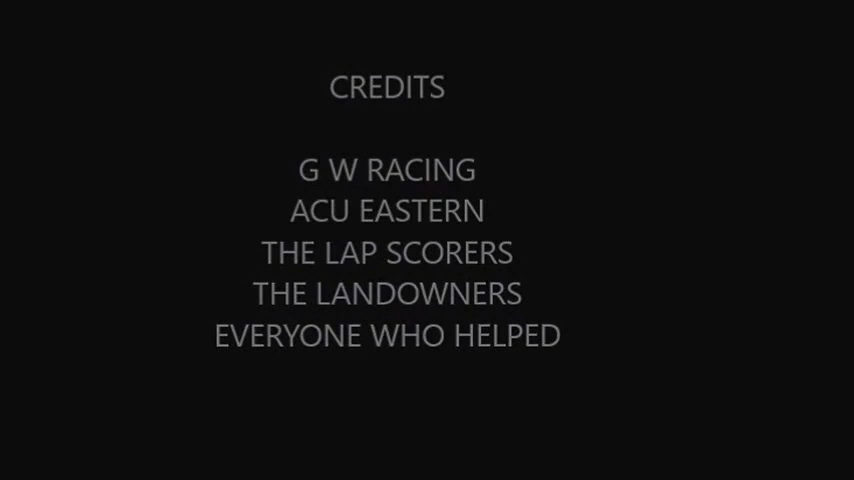 CREDITS
G W RACING
ACU EASTERN
THE LAP SCORERS
THE LANDOWNERS
EVERYONE WHO HELPED